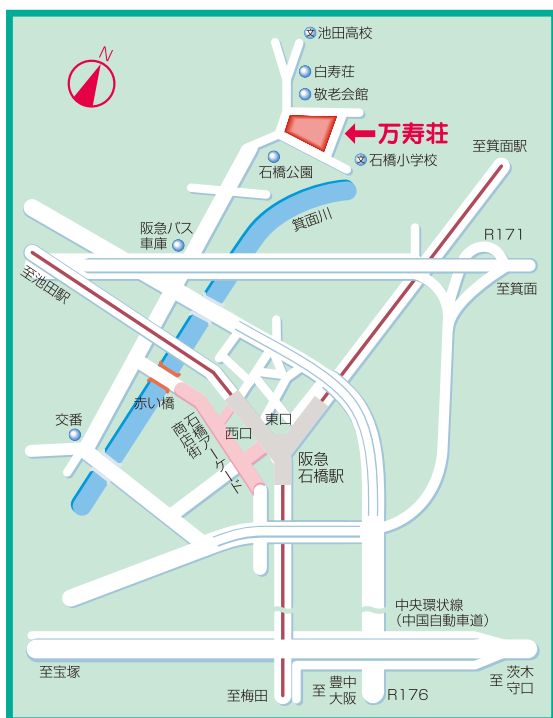 N
池田高校
白寿荘
敬老会館
万寿荘
石橋小学校
石橋公園
至箕面駅
箕面川
R171
阪急バス
車庫
至箕面
至池田駅
赤い橋
交番
西口
東口
石橋アーケード
商店街
阪急
石橋駅
中央環状線
（中国自動車道）
至宝塚
至梅田
至 豊中
大阪
R176
至 茨木
守口